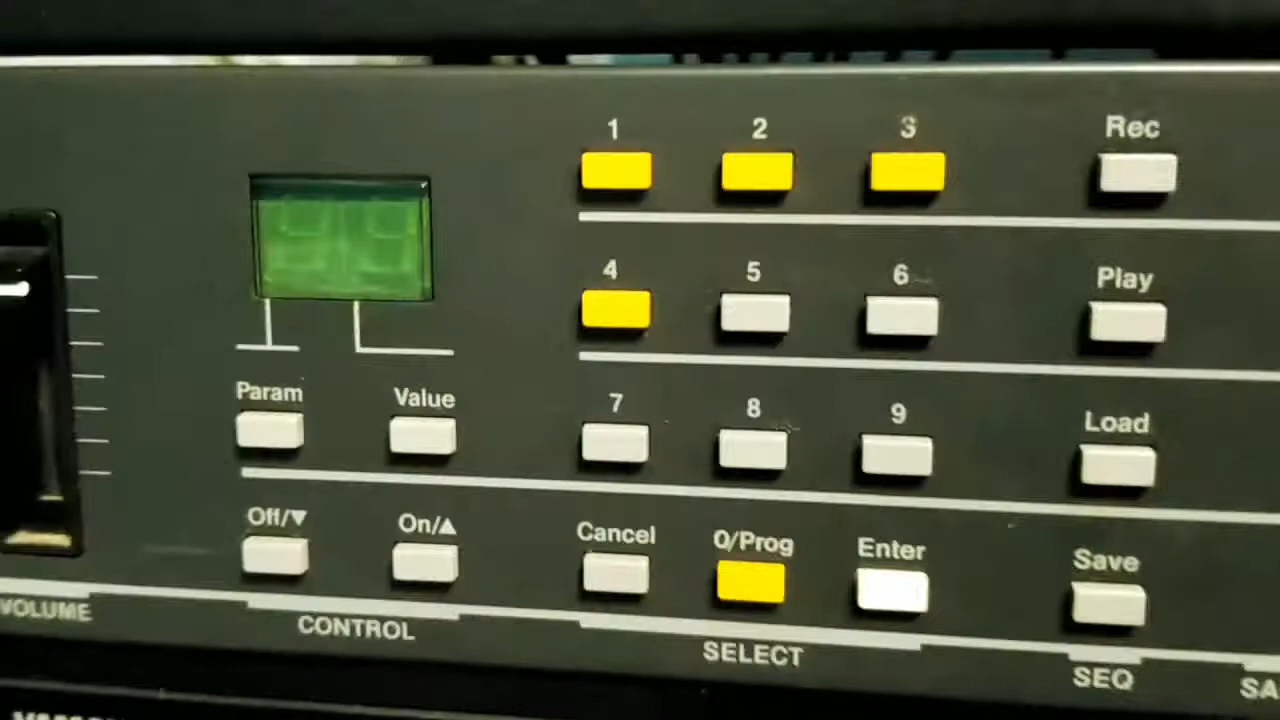 1 2 3 Rec
4 5 6 Play
Param Value 7 8 9 Load
Off/▼ On/▲ Cancel 0/Prog Enter Save
VOLUME CONTROL SELECT SEQ